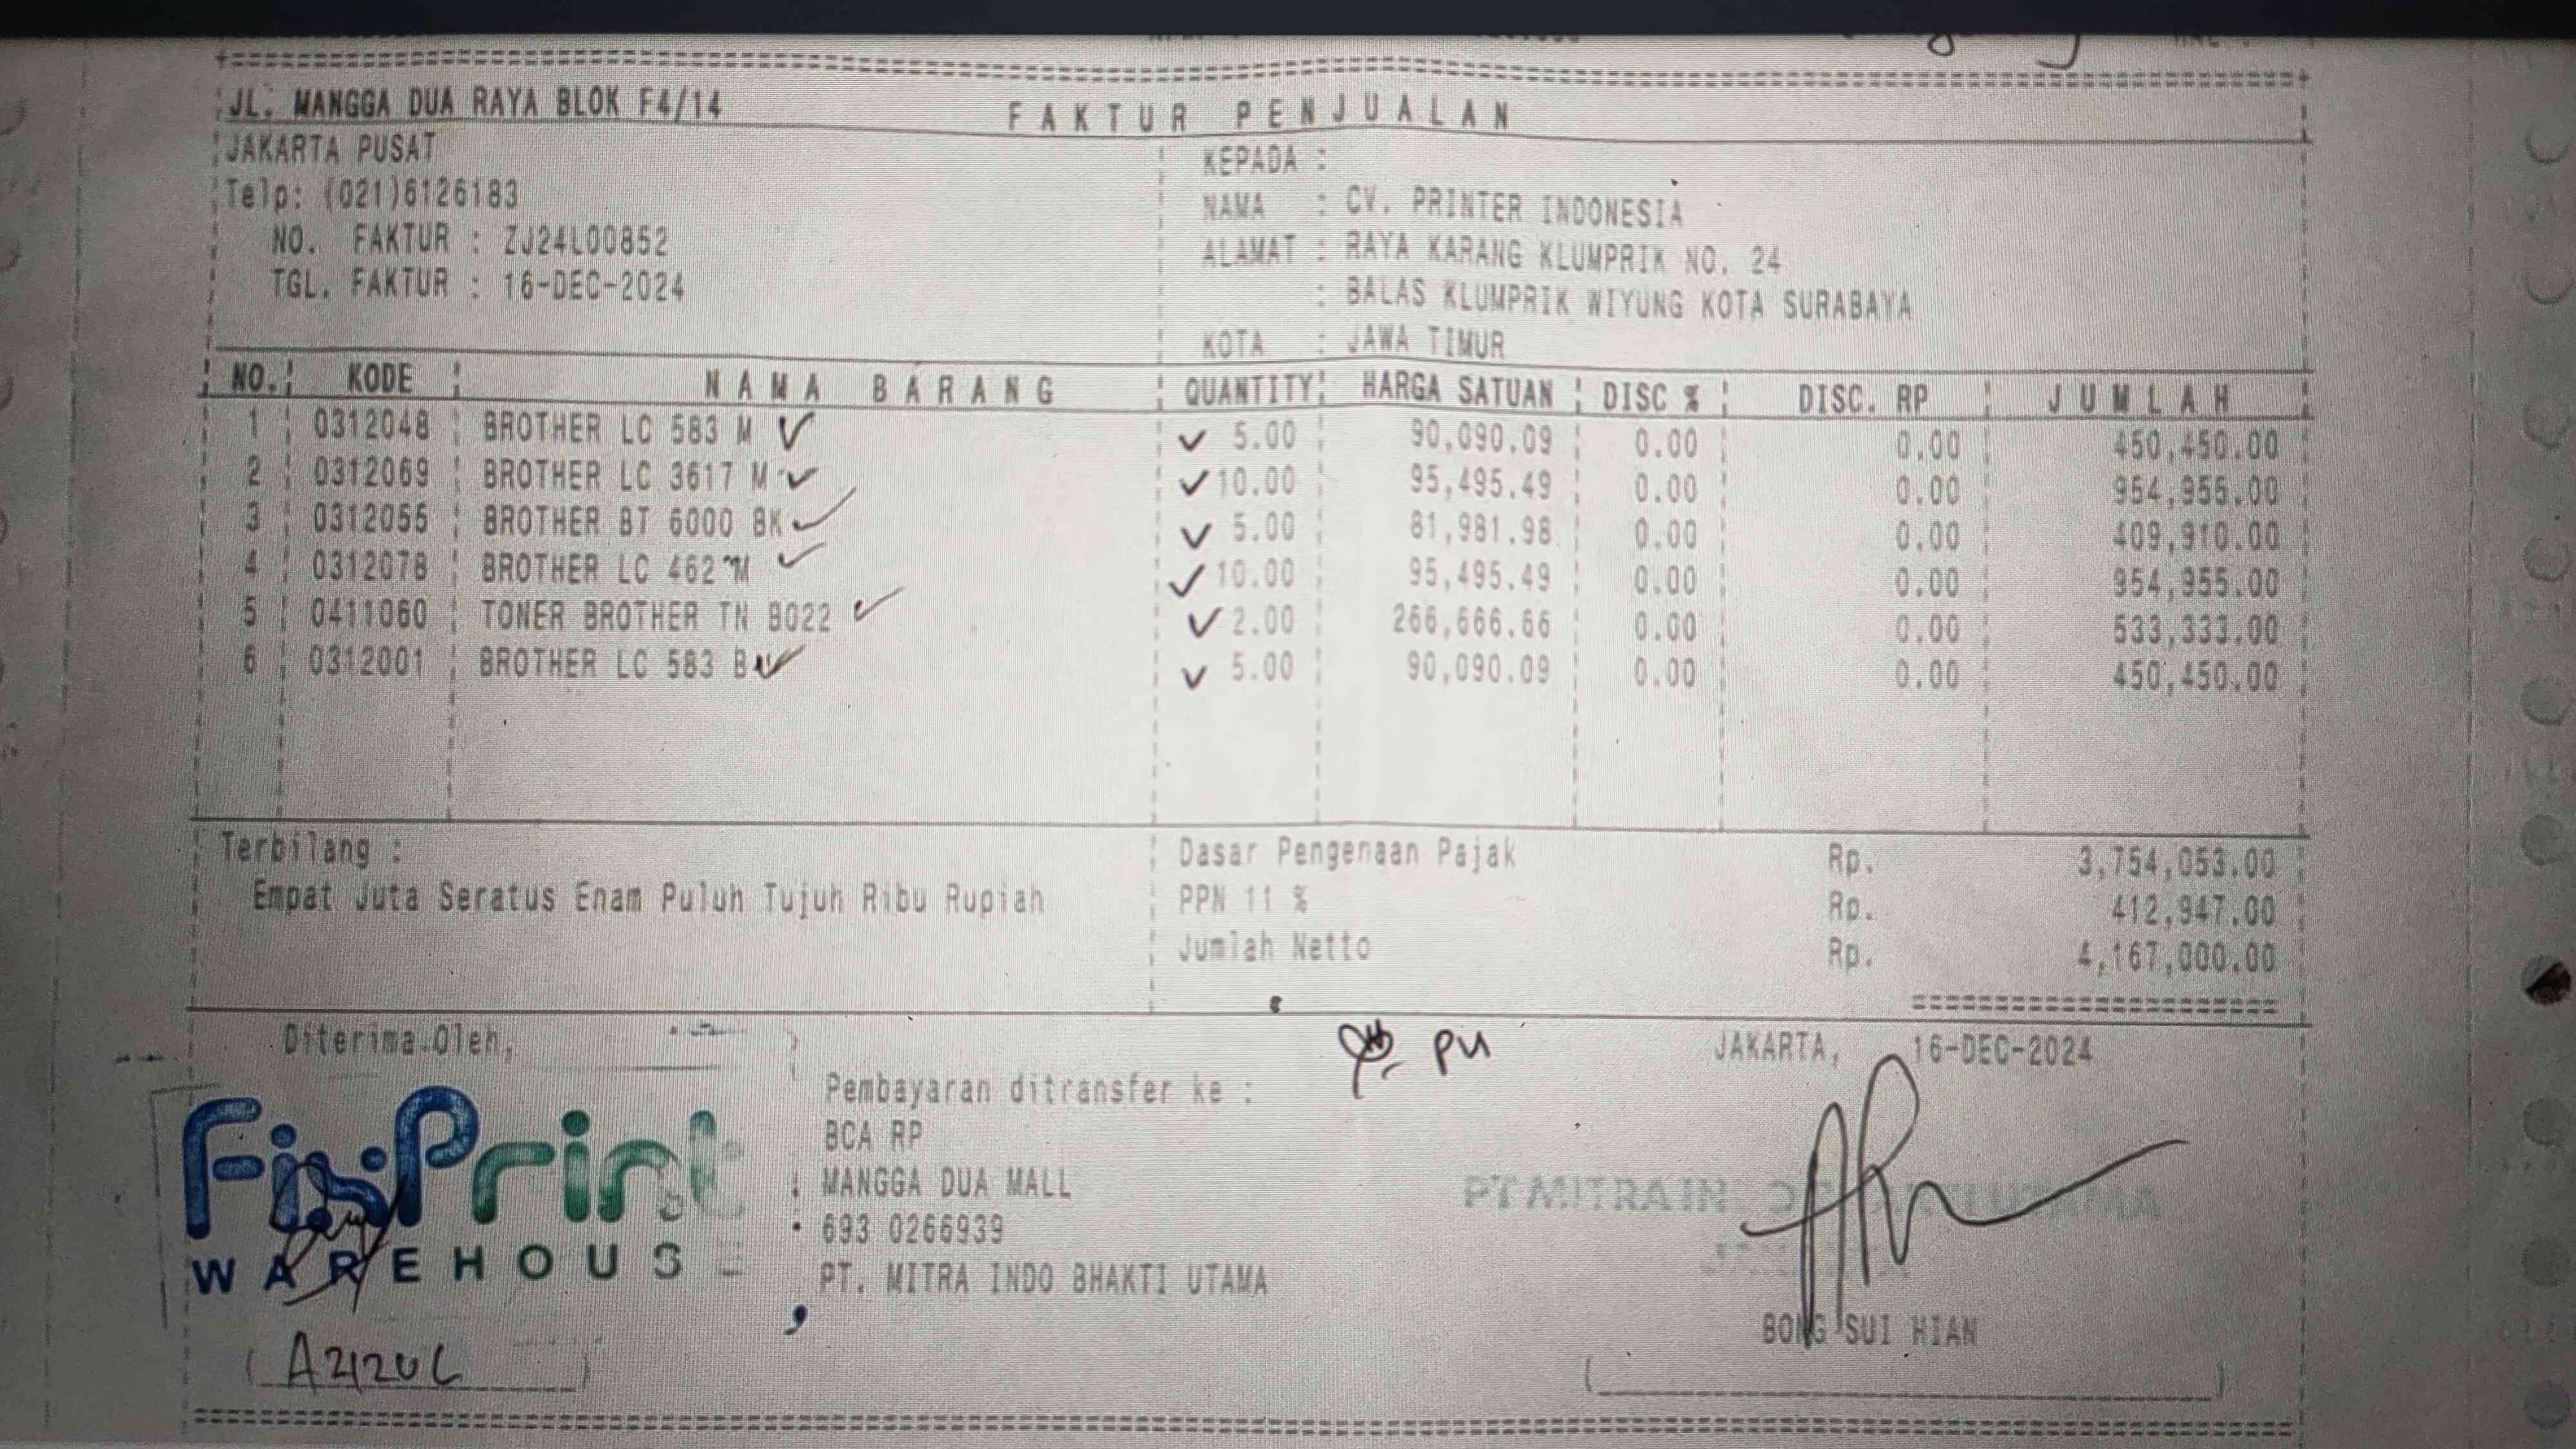 JL. MANGGA DUA RAYA BLOK F4/14
FAKTUR PENJUALAN
JAKARTA PUSAT
Telp: (021)6126183
NO. FAKTUR : ZJ24L00852
TGL. FAKTUR : 16-DEC-2024
KEPADA :
NAMA : CV. PRINTER INDONESIA
ALAMAT : RAYA KARANG KLUMPRIK NO. 24
: BALAS KLUMPRIK WIYUNG KOTA SURABAYA
KOTA : JAWA TIMUR
NO. KODE NAMA BARANG QUANTITY HARGA SATUAN DISC % DISC. RP JUMLAH
1 0312048 BROTHER LC 583 M 5.00 90,090.09 0.00 0.00 450,450.00
2 0312069 BROTHER LC 3617 M 10.00 95,495.49 0.00 0.00 954,955.00
3 0312055 BROTHER BT 6000 BK 5.00 81,981.98 0.00 0.00 409,910.00
4 0312078 BROTHER LC 462 M 10.00 95,495.49 0.00 0.00 954,955.00
5 0411060 TONER BROTHER TN B022 2.00 266,666.66 0.00 0.00 533,333.00
6 0312001 BROTHER LC 583 5.00 90,090.09 0.00 0.00 450,450.00
Terbilang :
Empat Juta Seratus Enam Puluh Tujuh Ribu Rupiah
Dasar Pengenaan Pajak Rp. 3,754,053.00
PPN 11 % Rp. 412,947.00
Jumlah Netto Rp. 4,167,000.00
Diterima Oleh,
FixPrint
WAREHOUSE
AZIZUL
Pembayaran ditransfer ke :
BCA RP
MANGGA DUA MALL
693 0266939
PT. MITRA INDO BHAKTI UTAMA
JAKARTA, 16-DEC-2024
BONG SUI HIAN